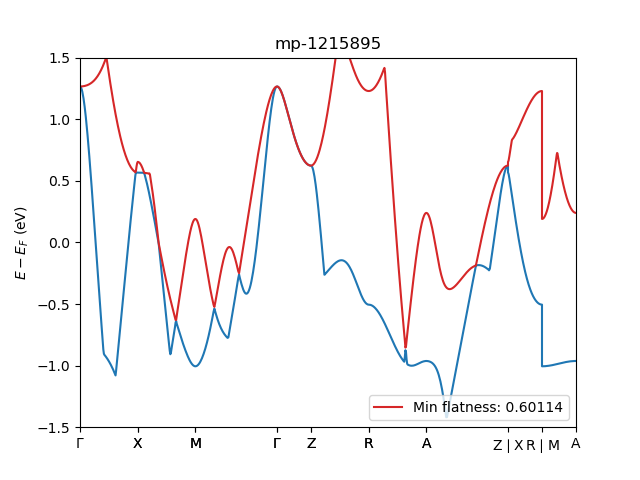 mp-1215895
E − E_F (eV)
1.5
1.0
0.5
0.0
−0.5
−1.0
−1.5
Min flatness: 0.60114
Γ X M Γ Z R A Z | X R | M A